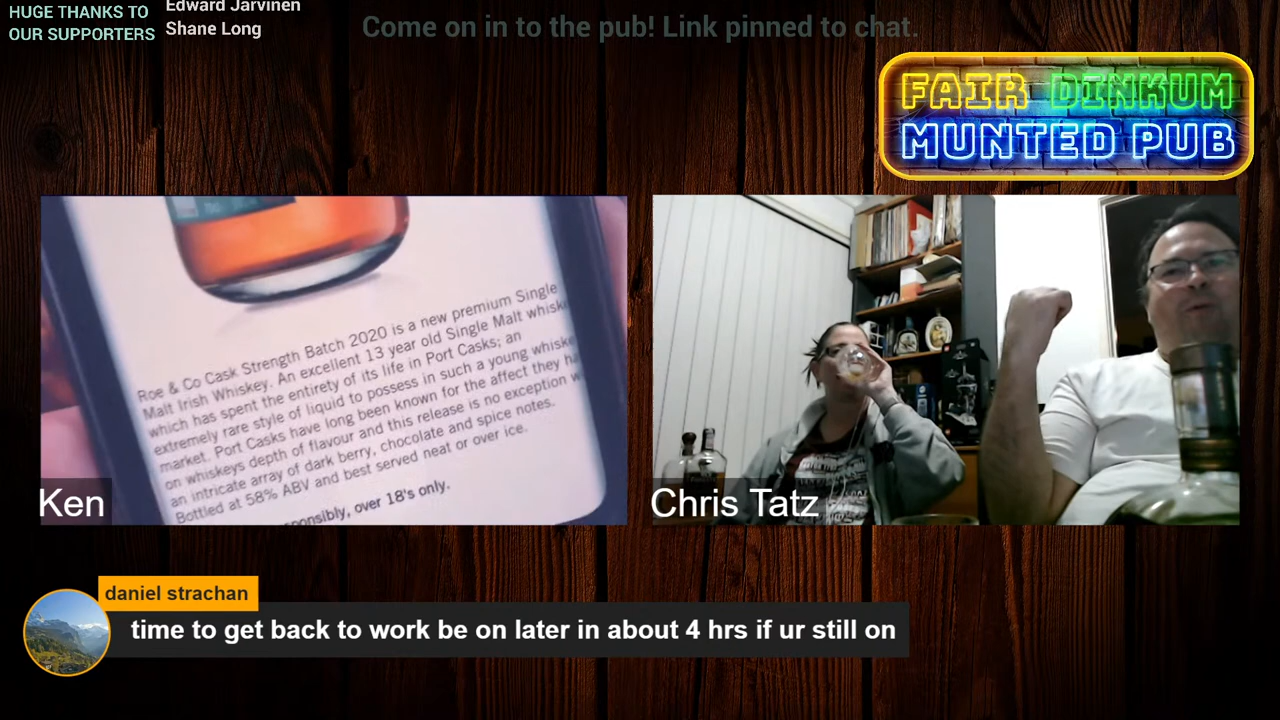 HUGE THANKS TO
OUR SUPPORTERS
Edward Jarvinen
Shane Long
Come on in to the pub! Link pinned to chat.
FAIR DINKUM
MUNTED PUB
Roe & Co Cask Strength Batch 2020 is a new premium Single
Malt Irish Whiskey. An excellent 13 year old Single Malt whisk
which has spent the entirety of its life in Port Casks; an
extremely rare style of liquid to possess in such a young whiske
market. Port Casks have long been known for the affect they ha
on whiskeys depth of flavour and this release is no exception w
an intricate array of dark berry, chocolate and spice notes.
Bottled at 58% ABV and best served neat or over ice.
ponsibly, over 18's only.
Ken
Chris Tatz
daniel strachan
time to get back to work be on later in about 4 hrs if ur still on